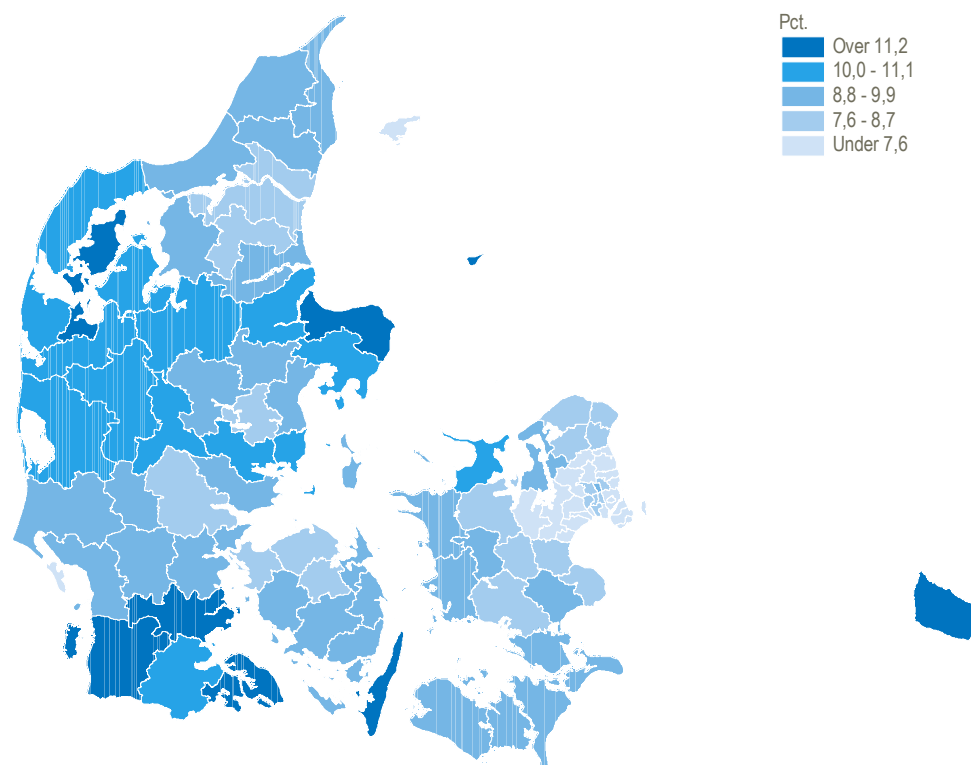 Pct.
Over 11,2
10,0 - 11,1
8,8 - 9,9
7,6 - 8,7
Under 7,6